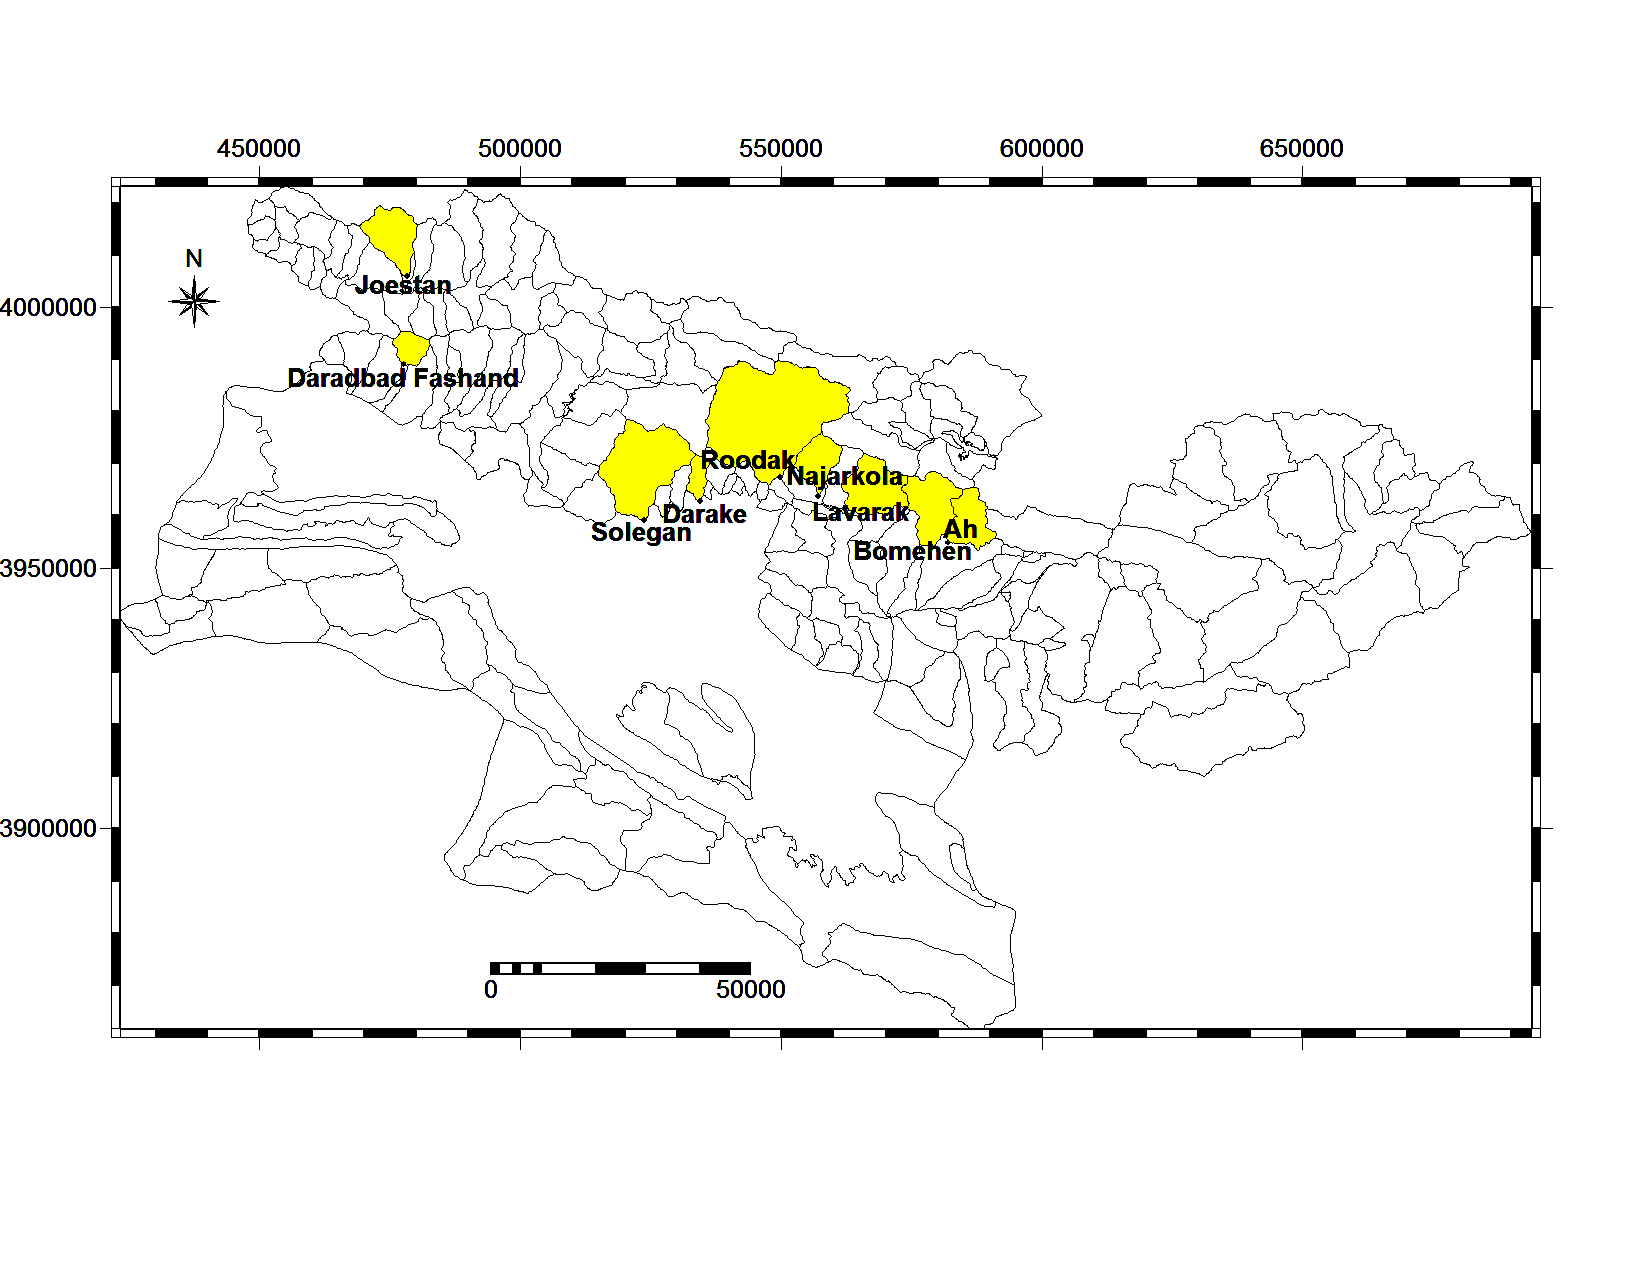 450000 500000 550000 600000 650000
N
Joestan
4000000
Daradbad Fashand
Roodak
Najarkola
Lavarak
Darake
Solegan
Ah
Bomehen
3950000
3900000
0 50000